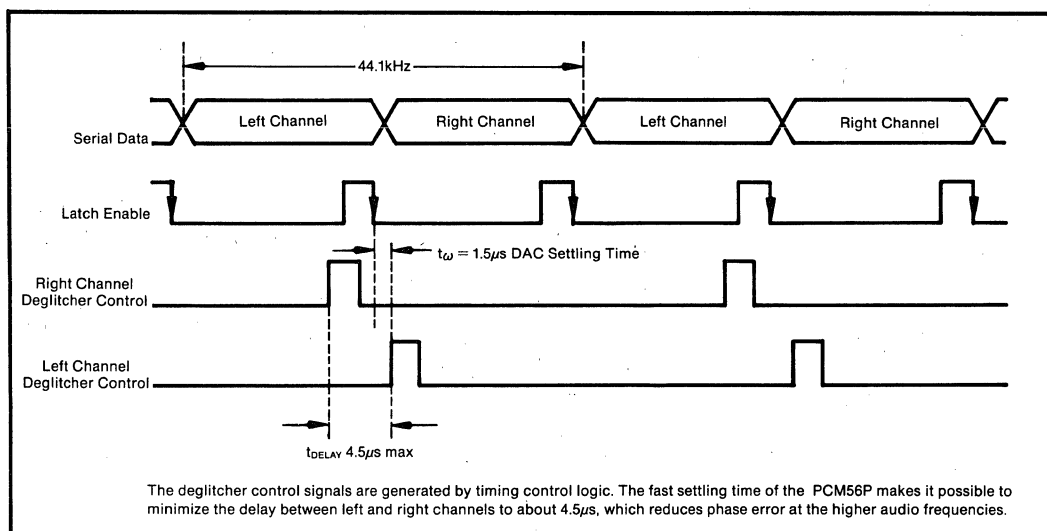 44.1kHz
Serial Data
Left Channel
Right Channel
Left Channel
Right Channel
Latch Enable
tω = 1.5μs DAC Settling Time
Right Channel
Deglitcher Control
Left Channel
Deglitcher Control
tDELAY 4.5μs max
The deglitcher control signals are generated by timing control logic. The fast settling time of the PCM56P makes it possible to
minimize the delay between left and right channels to about 4.5μs, which reduces phase error at the higher audio frequencies.